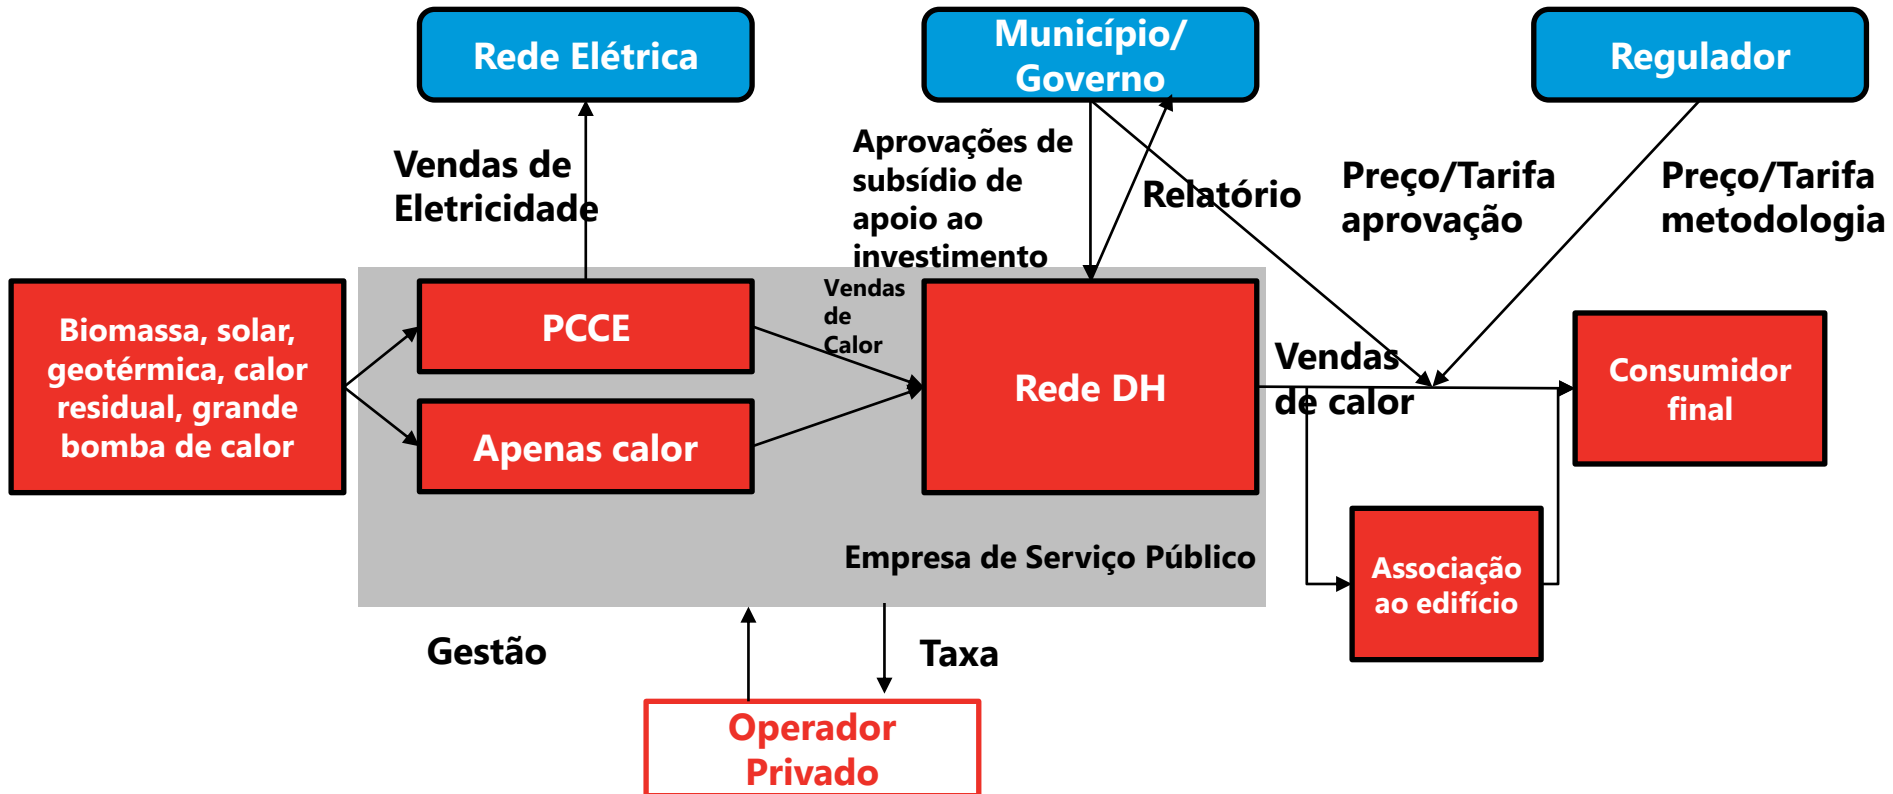 Rede Elétrica
Município/
Governo
Regulador
Vendas de
Eletricidade
Aprovações de
subsídio de
apoio ao
investimento
Relatório
Preço/Tarifa
aprovação
Preço/Tarifa
metodologia
Biomassa, solar,
geotérmica, calor
residual, grande
bomba de calor
PCCE
Apenas calor
Vendas
de
Calor
Rede DH
Vendas
de calor
Consumidor
final
Empresa de Serviço Público
Associação
ao edifício
Gestão
Taxa
Operador
Privado